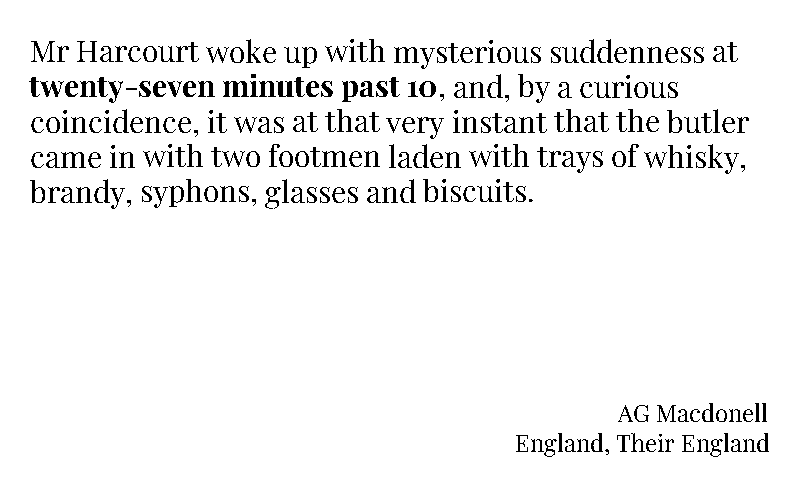 Mr Harcourt woke up with mysterious suddenness at
twenty-seven minutes past 10, and, by a curious
coincidence, it was at that very instant that the butler
came in with two footmen laden with trays of whisky,
brandy, syphons, glasses and biscuits.
AG Macdonell
England, Their England